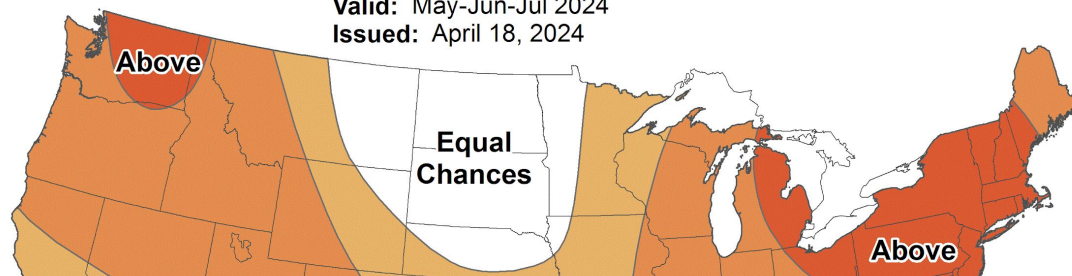 Valid: May-Jun-Jul 2024
Issued: April 18, 2024
Above
Equal
Chances
Above